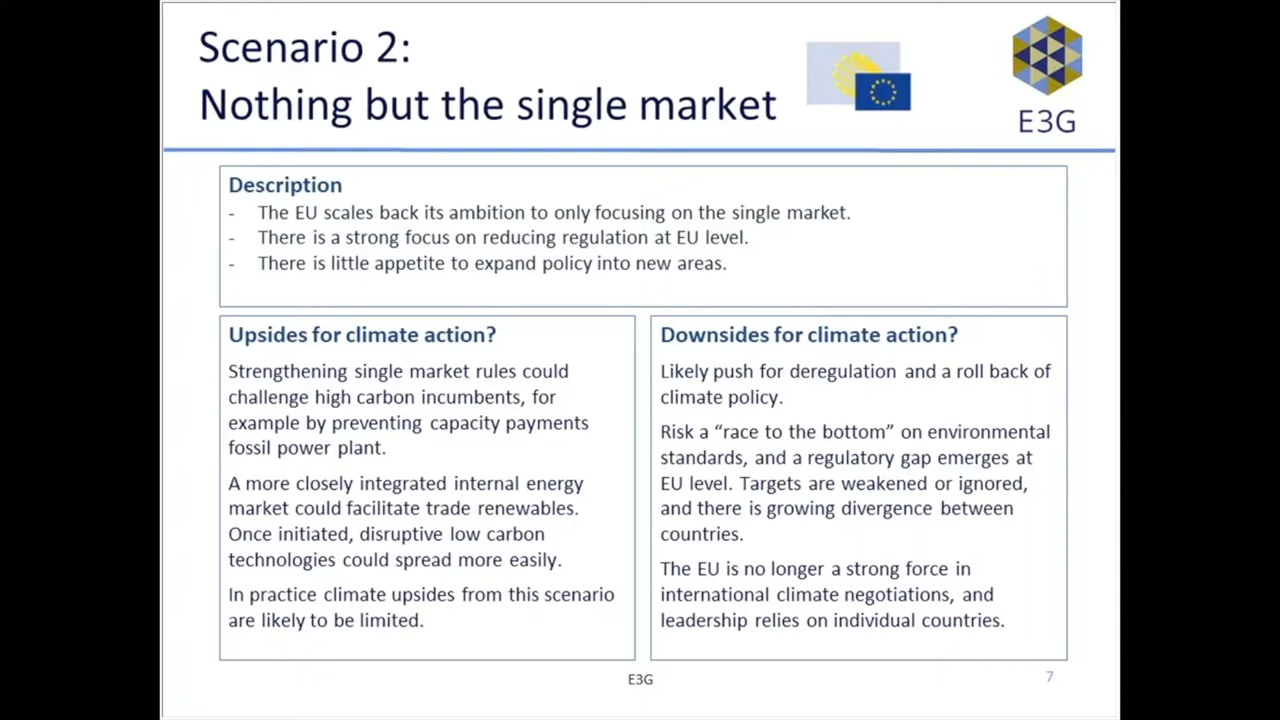 Scenario 2:
Nothing but the single market
E3G
Description
- The EU scales back its ambition to only focusing on the single market.
- There is a strong focus on reducing regulation at EU level.
- There is little appetite to expand policy into new areas.
Upsides for climate action?
Strengthening single market rules could
challenge high carbon incumbents, for
example by preventing capacity payments
fossil power plant.
A more closely integrated internal energy
market could facilitate trade renewables.
Once initiated, disruptive low carbon
technologies could spread more easily.
In practice climate upsides from this scenario
are likely to be limited.
Downsides for climate action?
Likely push for deregulation and a roll back of
climate policy.
Risk a “race to the bottom” on environmental
standards, and a regulatory gap emerges at
EU level. Targets are weakened or ignored,
and there is growing divergence between
countries.
The EU is no longer a strong force in
international climate negotiations, and
leadership relies on individual countries.
E3G
7